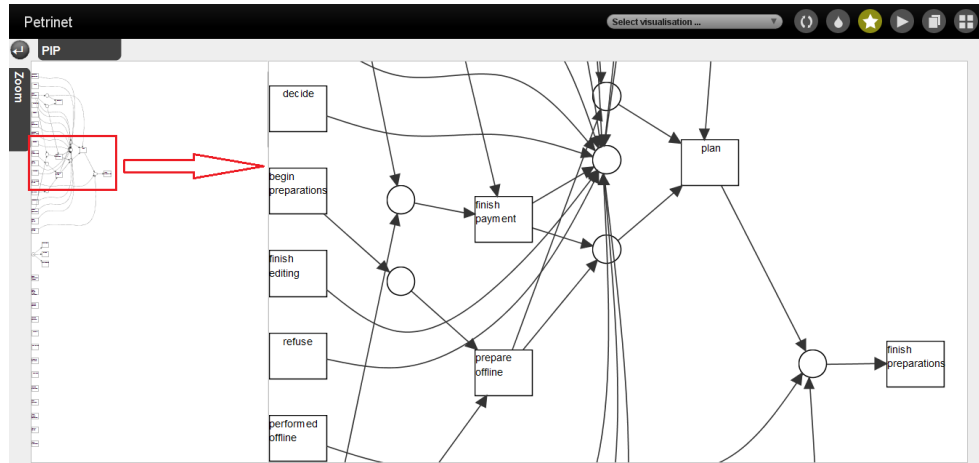 Petrinet
Select visualisation ...
PIP
Zoom
decide
plan
begin
preparations
finish
payment
finish
editing
refuse
prepare
offline
finish
preparations
performed
offline